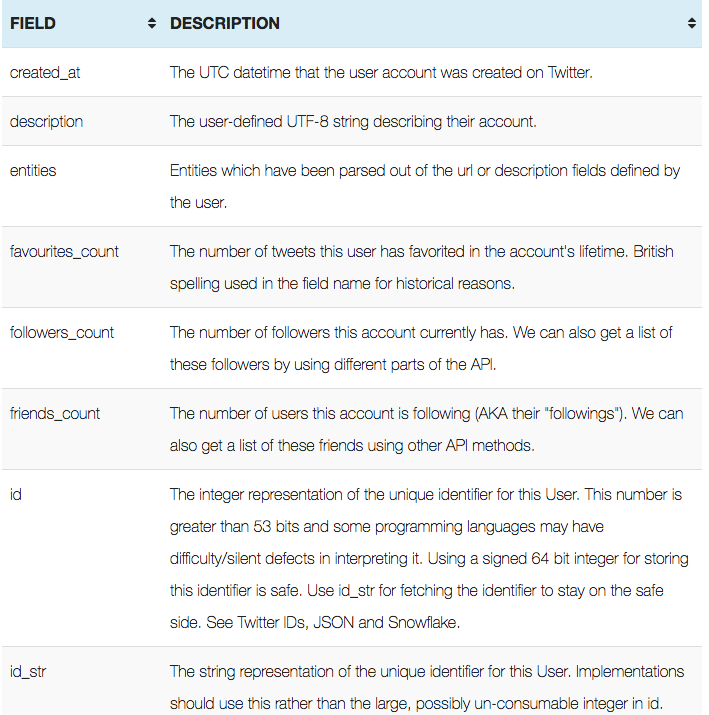 FIELD DESCRIPTION
created_at The UTC datetime that the user account was created on Twitter.
description The user-defined UTF-8 string describing their account.
entities Entities which have been parsed out of the url or description fields defined by
the user.
favourites_count The number of tweets this user has favorited in the account's lifetime. British
spelling used in the field name for historical reasons.
followers_count The number of followers this account currently has. We can also get a list of
these followers by using different parts of the API.
friends_count The number of users this account is following (AKA their "followings"). We can
also get a list of these friends using other API methods.
id The integer representation of the unique identifier for this User. This number is
greater than 53 bits and some programming languages may have
difficulty/silent defects in interpreting it. Using a signed 64 bit integer for storing
this identifier is safe. Use id_str for fetching the identifier to stay on the safe
side. See Twitter IDs, JSON and Snowflake.
id_str The string representation of the unique identifier for this User. Implementations
should use this rather than the large, possibly un-consumable integer in id.